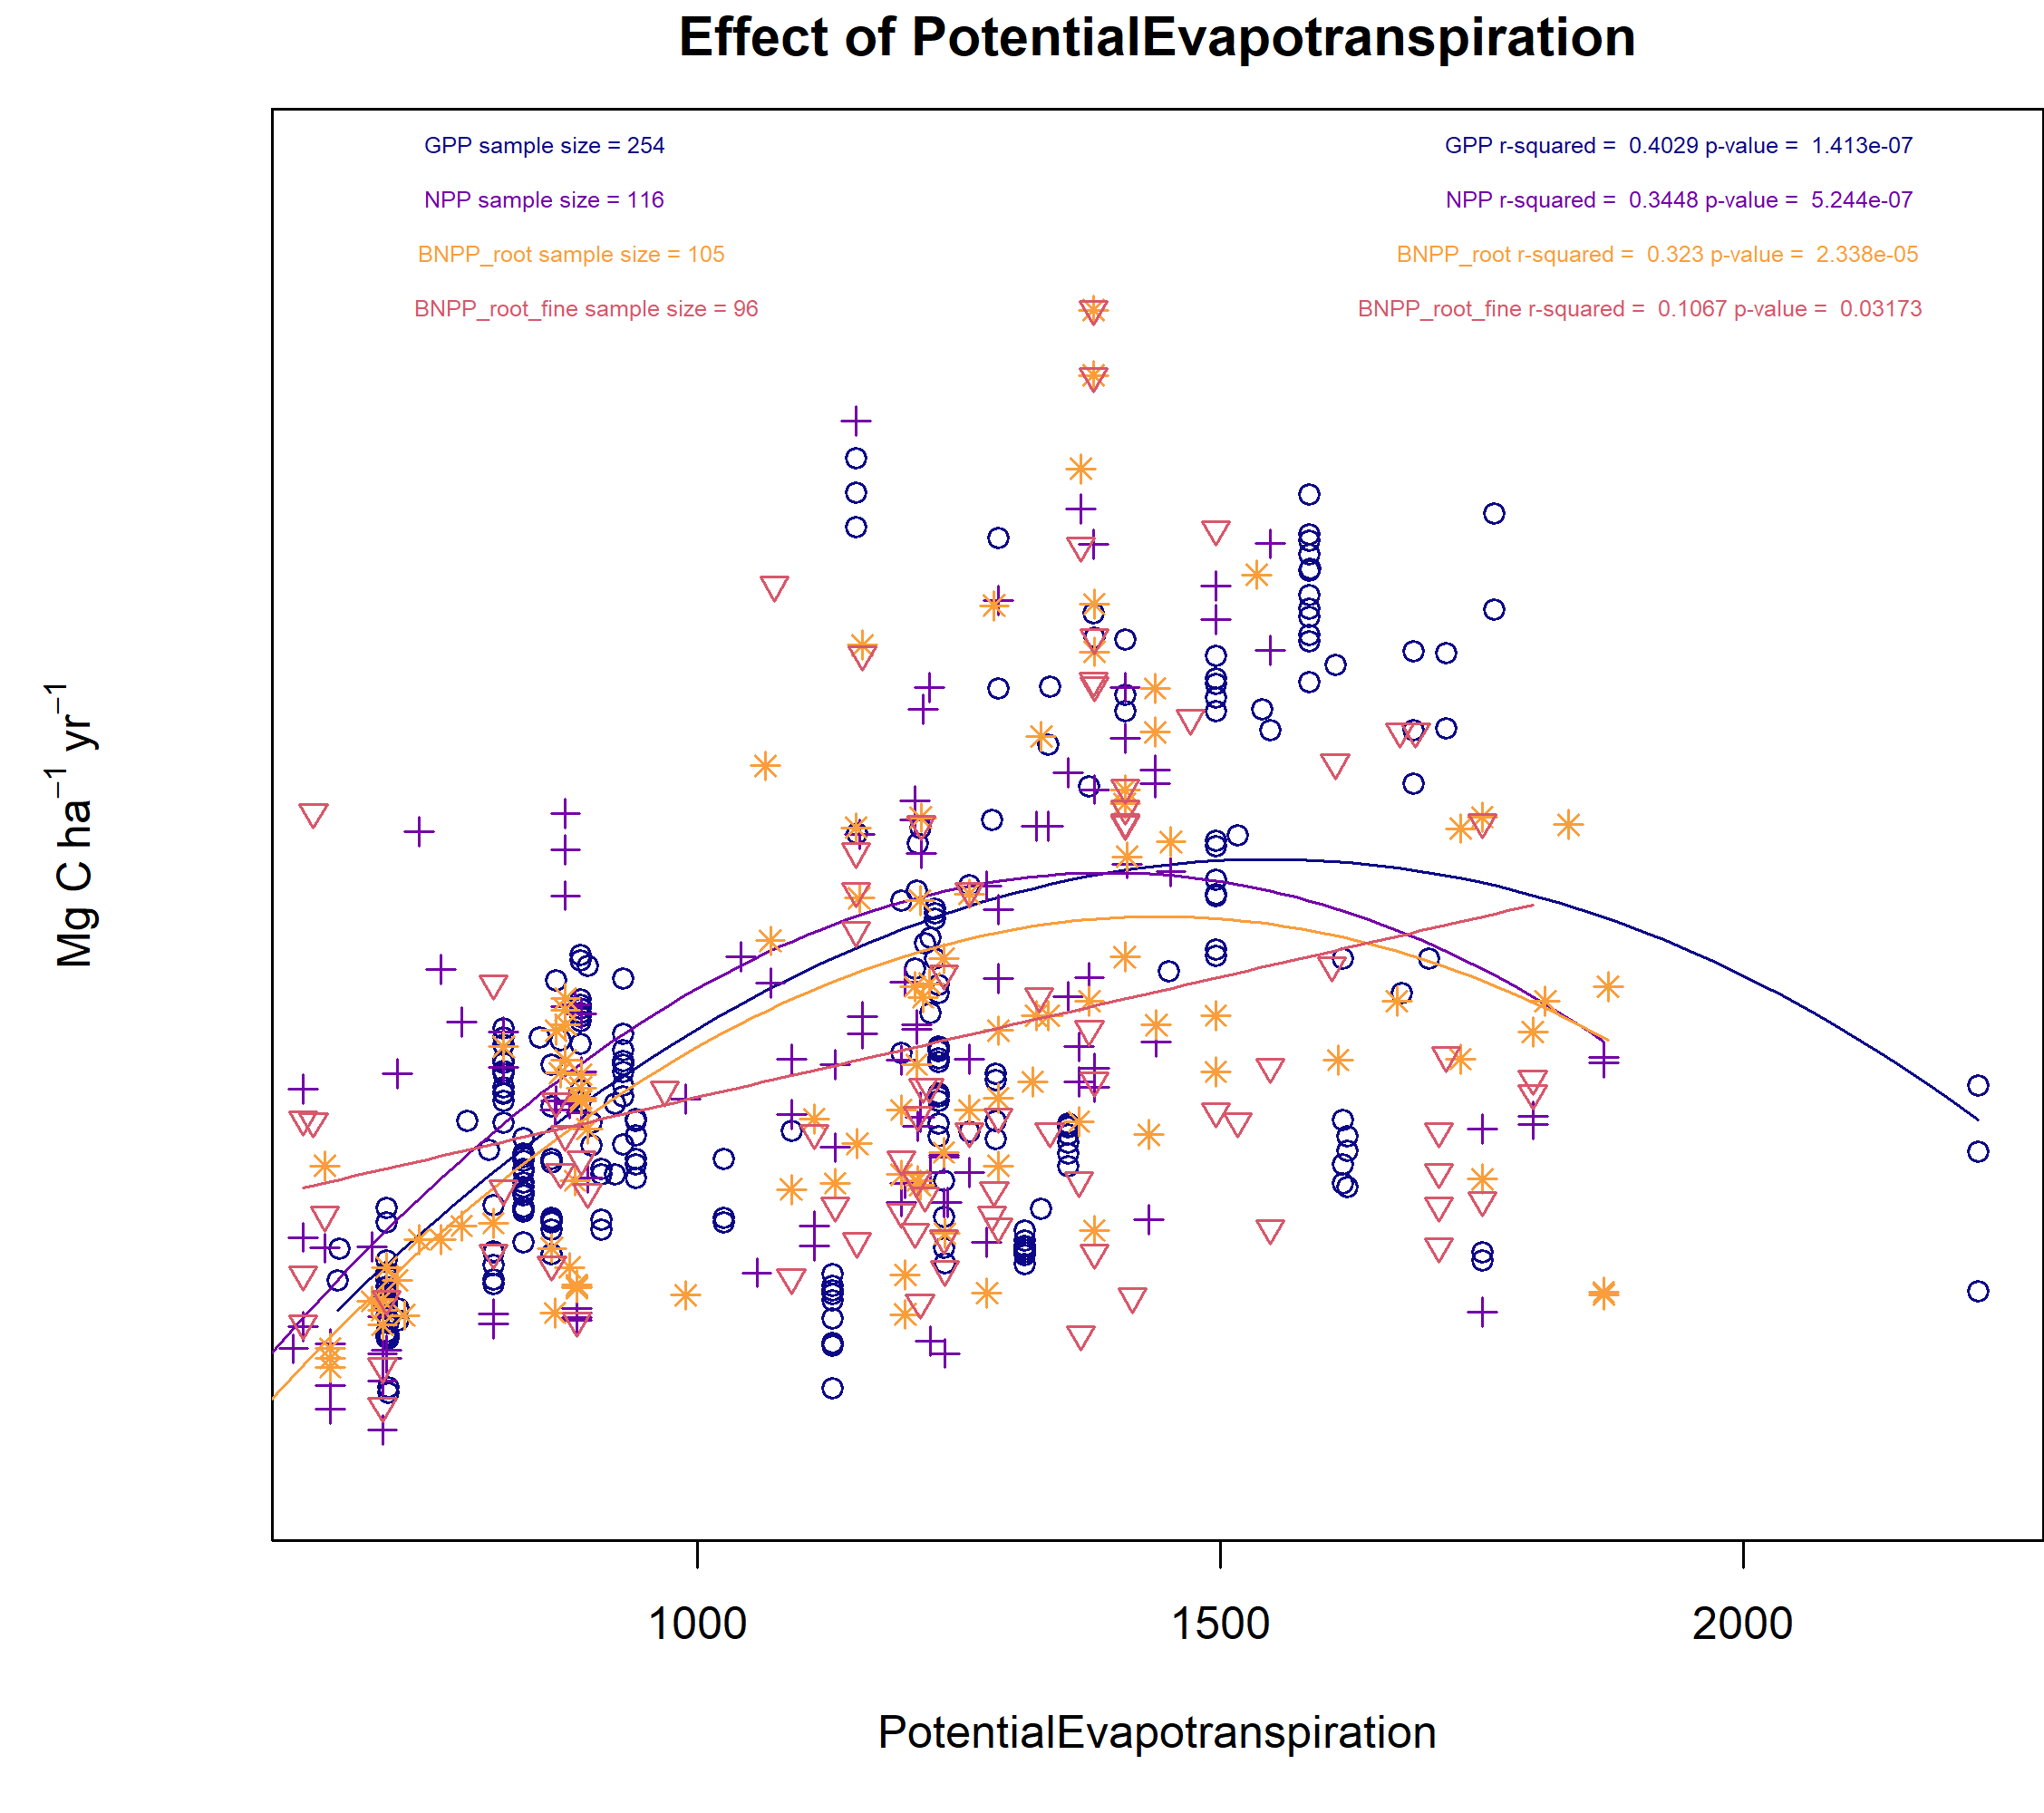 Effect of PotentialEvapotranspiration
GPP sample size = 254
GPP r-squared = 0.4029 p-value = 1.413e-07
NPP sample size = 116
NPP r-squared = 0.3448 p-value = 5.244e-07
BNPP_root sample size = 105
BNPP_root r-squared = 0.323 p-value = 2.338e-05
BNPP_root_fine sample size = 96
BNPP_root_fine r-squared = 0.1067 p-value = 0.03173
Mg C ha⁻¹ yr⁻¹
1000 1500 2000
PotentialEvapotranspiration